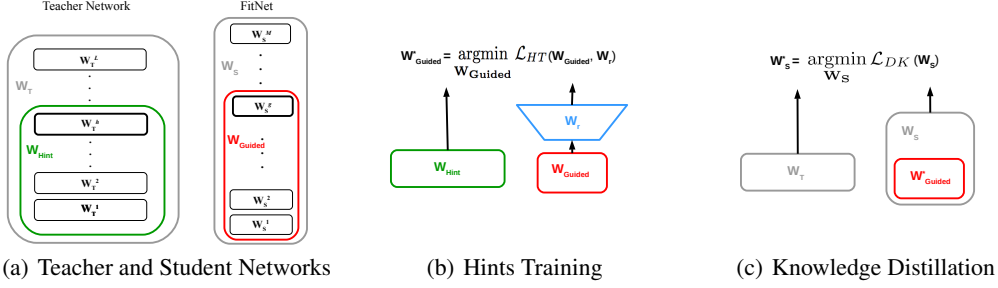 Teacher Network
FitNet
W_T^L
W_T
W_T^h
W_Hint
W_T^2
W_T^1
W_S^M
W_S
W_S^g
W_Guided
W_S^2
W_S^1
(a) Teacher and Student Networks
W*_Guided = argmin_{W_Guided} L_HT(W_Guided, W_r)
W_r
W_Hint
W_Guided
(b) Hints Training
W*_S = argmin_{W_S} L_DK(W_S)
W_T
W_S
W*_Guided
(c) Knowledge Distillation